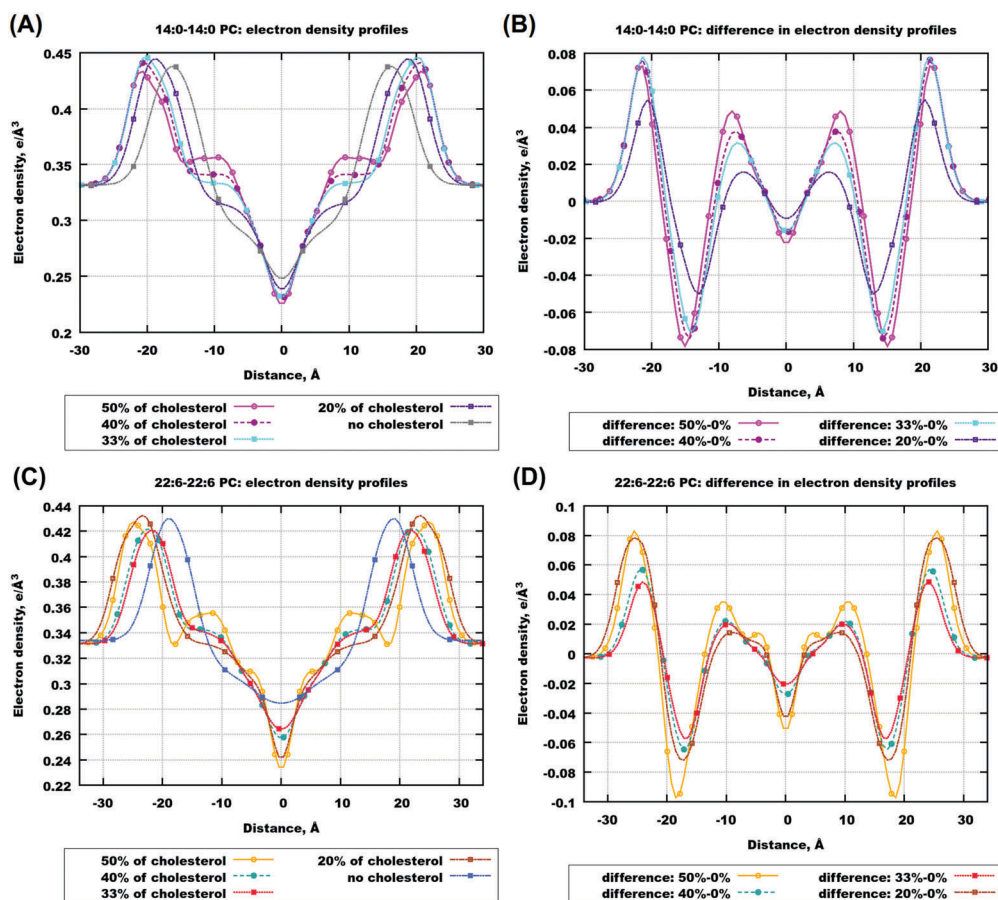 (A)
14:0-14:0 PC: electron density profiles
Electron density, e/Å³
0.45
0.4
0.35
0.3
0.25
0.2
-30 -20 -10 0 10 20 30
Distance, Å
50% of cholesterol
40% of cholesterol
33% of cholesterol
20% of cholesterol
no cholesterol
(B)
14:0-14:0 PC: difference in electron density profiles
Electron density, e/Å³
0.08
0.06
0.04
0.02
0
-0.02
-0.04
-0.06
-0.08
-30 -20 -10 0 10 20 30
Distance, Å
difference: 50%-0%
difference: 40%-0%
difference: 33%-0%
difference: 20%-0%
(C)
22:6-22:6 PC: electron density profiles
Electron density, e/Å³
0.44
0.42
0.4
0.38
0.36
0.34
0.32
0.3
0.28
0.26
0.24
0.22
-30 -20 -10 0 10 20 30
Distance, Å
50% of cholesterol
40% of cholesterol
33% of cholesterol
20% of cholesterol
no cholesterol
(D)
22:6-22:6 PC: difference in electron density profiles
Electron density, e/Å³
0.1
0.08
0.06
0.04
0.02
0
-0.02
-0.04
-0.06
-0.08
-0.1
-30 -20 -10 0 10 20 30
Distance, Å
difference: 50%-0%
difference: 40%-0%
difference: 33%-0%
difference: 20%-0%